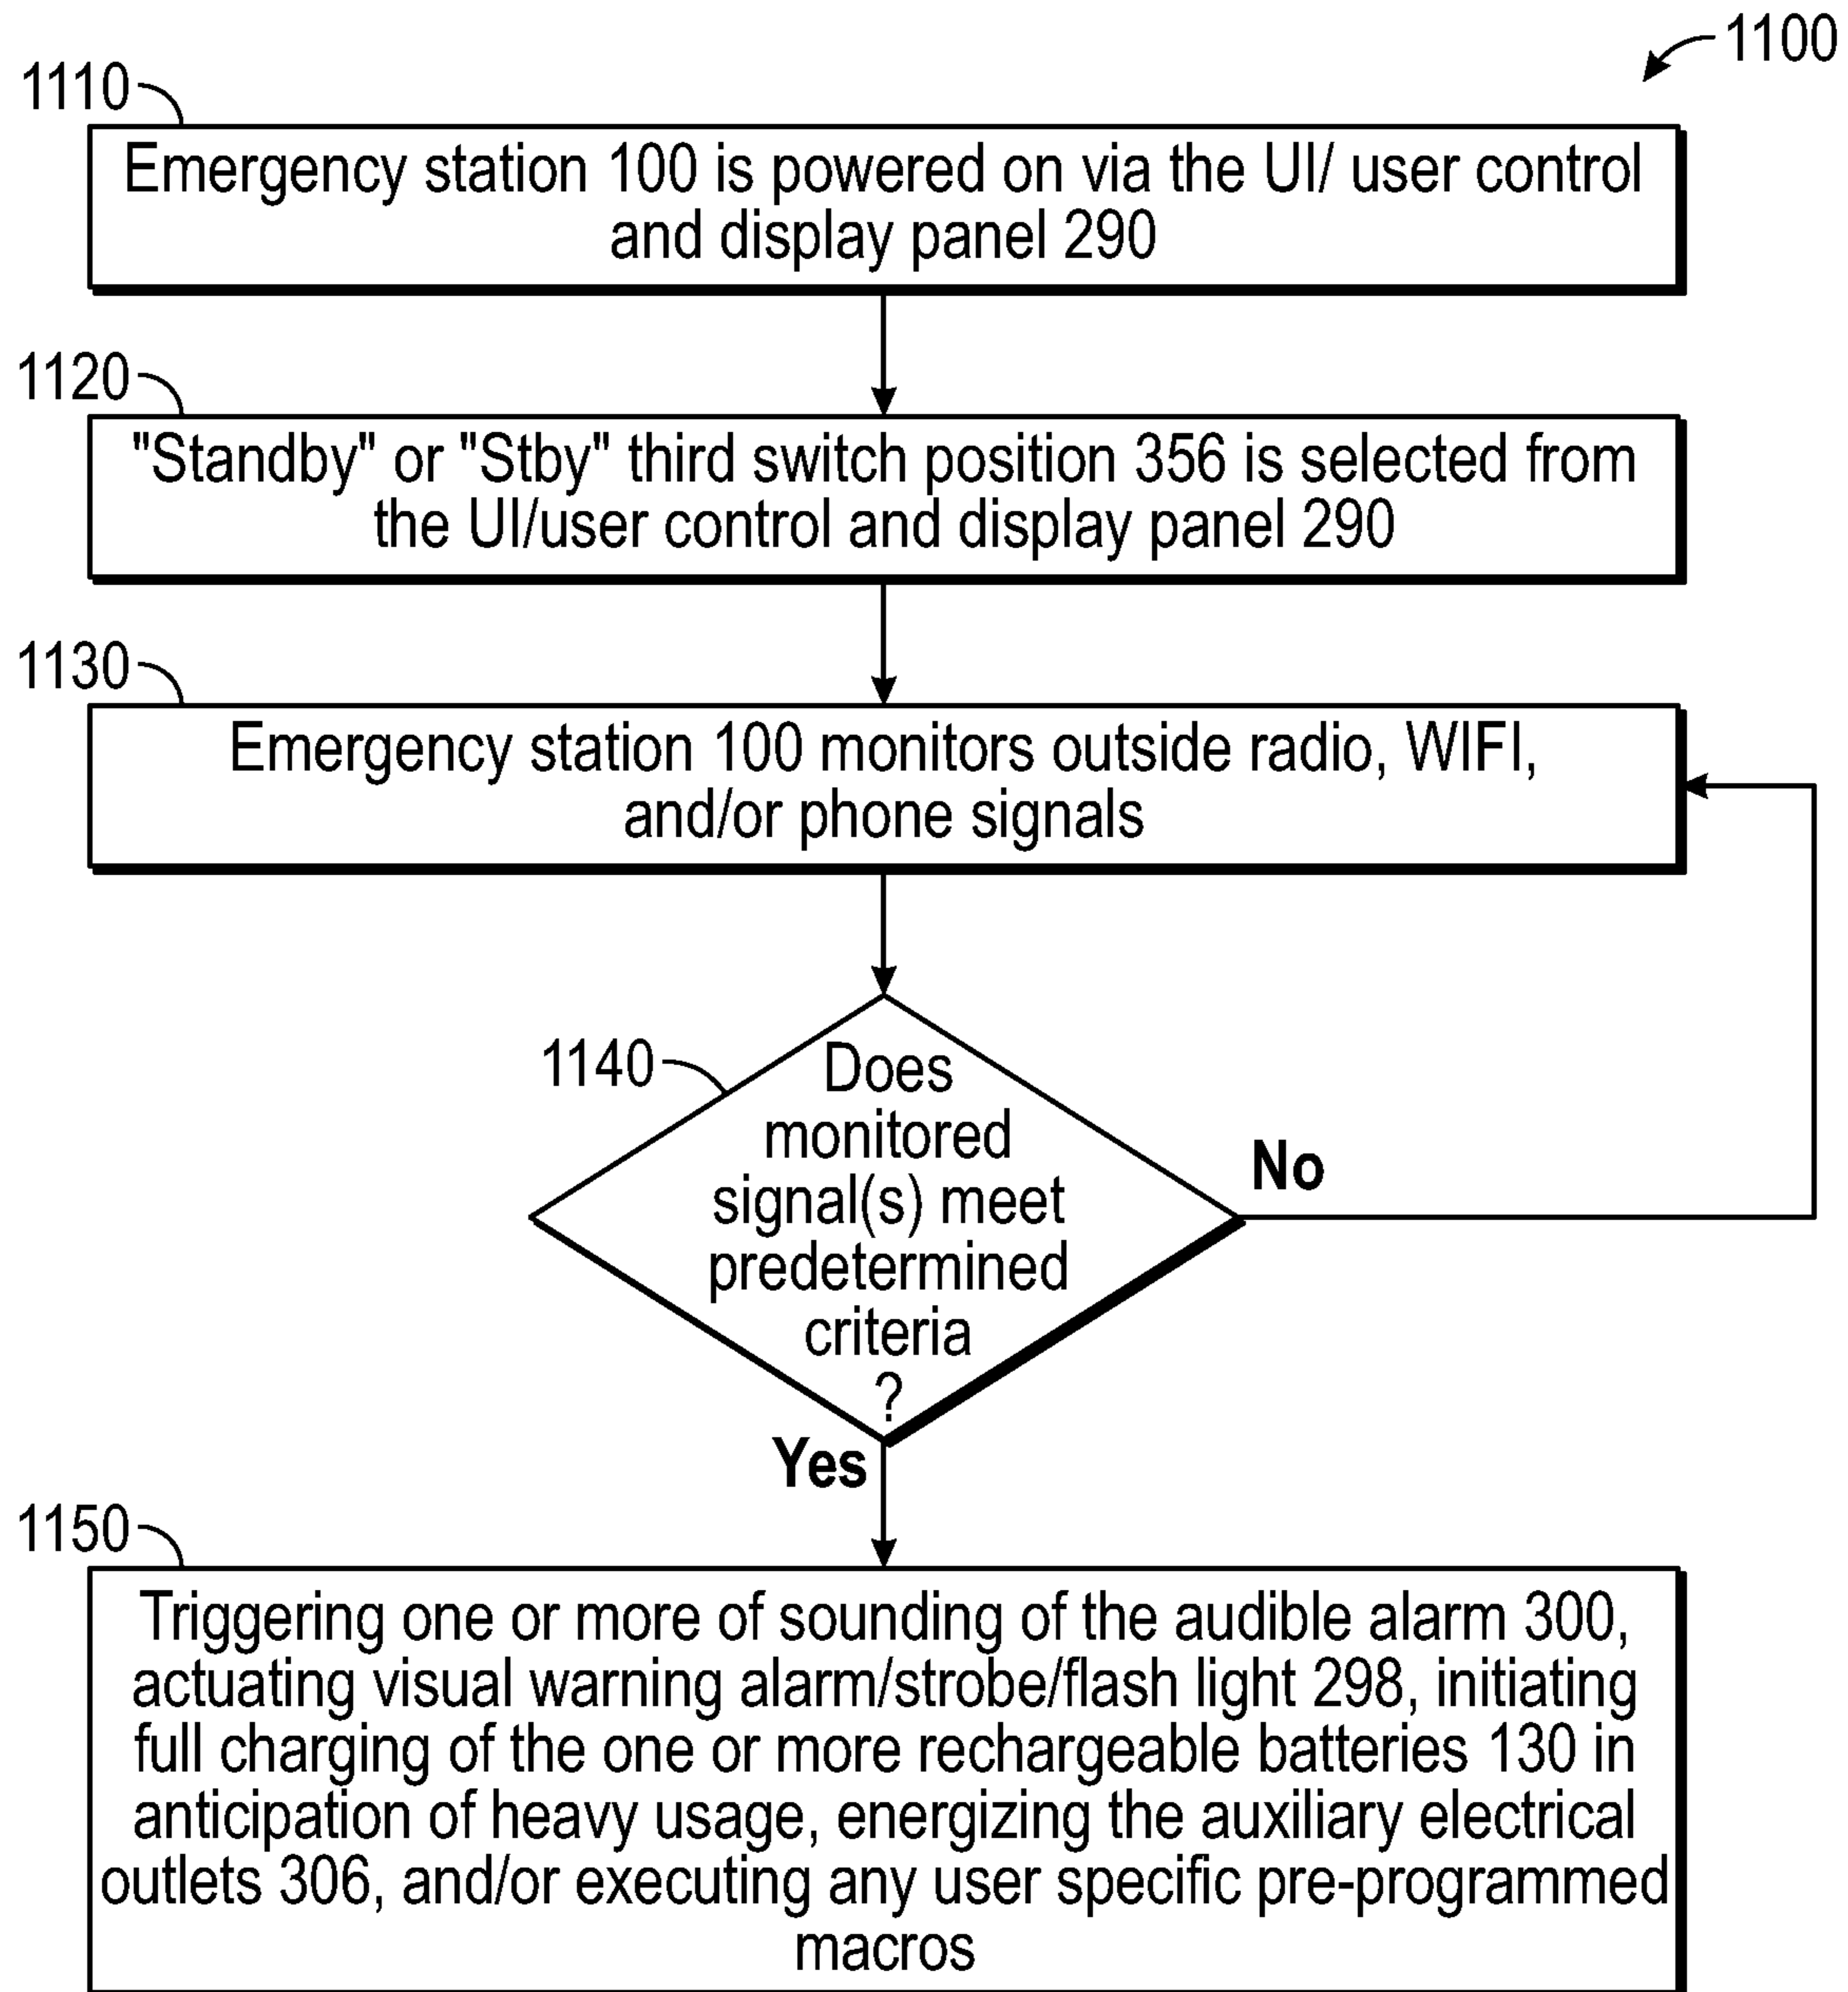 1100
1110
Emergency station 100 is powered on via the UI/ user control
and display panel 290
1120
"Standby" or "Stby" third switch position 356 is selected from
the UI/user control and display panel 290
1130
Emergency station 100 monitors outside radio, WIFI,
and/or phone signals
1140
Does
monitored
signal(s) meet
predetermined
criteria
?
No
Yes
1150
Triggering one or more of sounding of the audible alarm 300,
actuating visual warning alarm/strobe/flash light 298, initiating
full charging of the one or more rechargeable batteries 130 in
anticipation of heavy usage, energizing the auxiliary electrical
outlets 306, and/or executing any user specific pre-programmed
macros